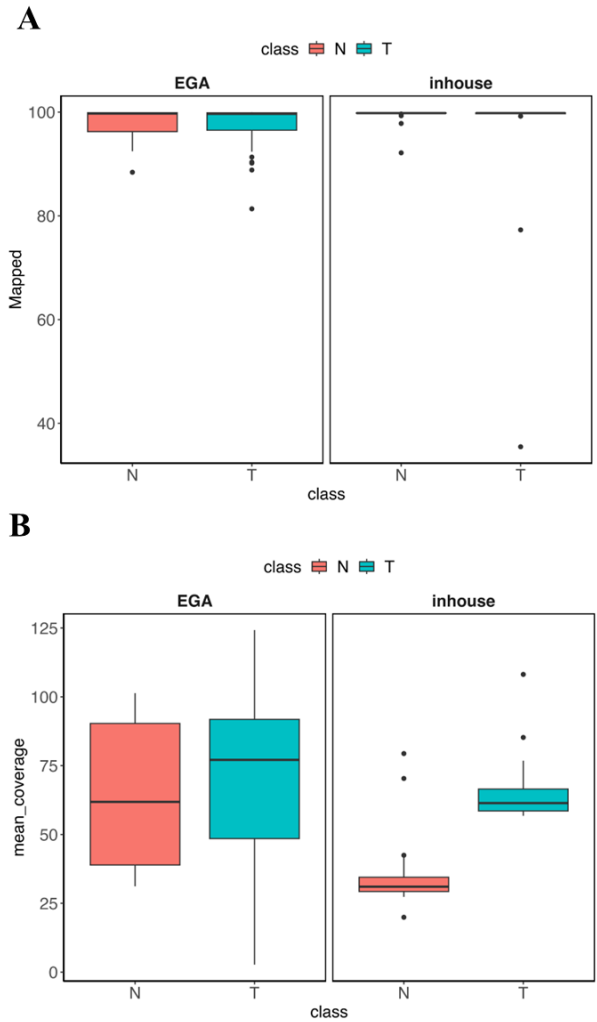 A
class N T
EGA inhouse
100
80
60
40
Mapped
N T N T
class
B
class N T
EGA inhouse
125
100
75
50
25
0
mean_coverage
N T N T
class